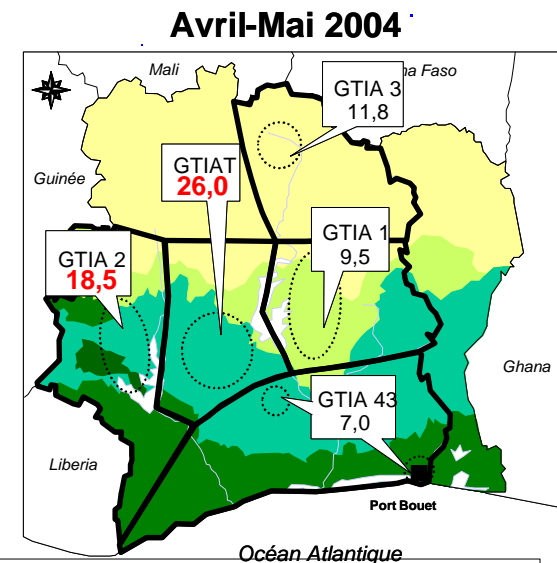 Avril-Mai 2004
Mali
na Faso
GTIA 3
11,8
GTIAT
26,0
Guinée
GTIA 1
9,5
GTIA 2
18,5
Ghana
GTIA 43
7,0
Liberia
Port Bouet
Océan Atlantique